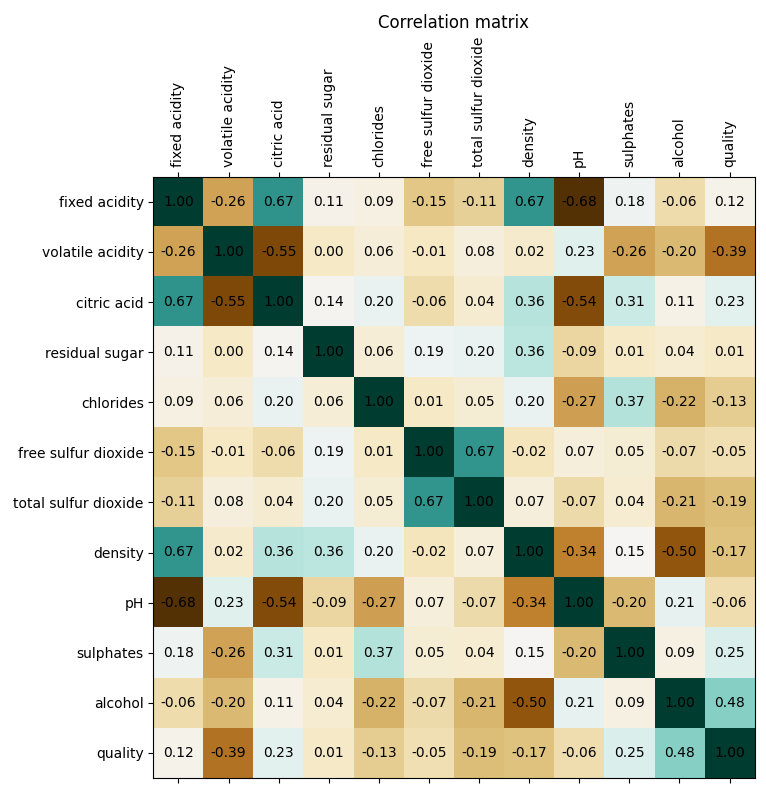 Correlation matrix
fixed acidity
volatile acidity
citric acid
residual sugar
chlorides
free sulfur dioxide
total sulfur dioxide
density
pH
sulphates
alcohol
quality
fixed acidity 1.00 -0.26 0.67 0.11 0.09 -0.15 -0.11 0.67 -0.68 0.18 -0.06 0.12
volatile acidity -0.26 1.00 -0.55 0.00 0.06 -0.01 0.08 0.02 0.23 -0.26 -0.20 -0.39
citric acid 0.67 -0.55 1.00 0.14 0.20 -0.06 0.04 0.36 -0.54 0.31 0.11 0.23
residual sugar 0.11 0.00 0.14 1.00 0.06 0.19 0.20 0.36 -0.09 0.01 0.04 0.01
chlorides 0.09 0.06 0.20 0.06 1.00 0.01 0.05 0.20 -0.27 0.37 -0.22 -0.13
free sulfur dioxide -0.15 -0.01 -0.06 0.19 0.01 1.00 0.67 -0.02 0.07 0.05 -0.07 -0.05
total sulfur dioxide -0.11 0.08 0.04 0.20 0.05 0.67 1.00 0.07 -0.07 0.04 -0.21 -0.19
density 0.67 0.02 0.36 0.36 0.20 -0.02 0.07 1.00 -0.34 0.15 -0.50 -0.17
pH -0.68 0.23 -0.54 -0.09 -0.27 0.07 -0.07 -0.34 1.00 -0.20 0.21 -0.06
sulphates 0.18 -0.26 0.31 0.01 0.37 0.05 0.04 0.15 -0.20 1.00 0.09 0.25
alcohol -0.06 -0.20 0.11 0.04 -0.22 -0.07 -0.21 -0.50 0.21 0.09 1.00 0.48
quality 0.12 -0.39 0.23 0.01 -0.13 -0.05 -0.19 -0.17 -0.06 0.25 0.48 1.00